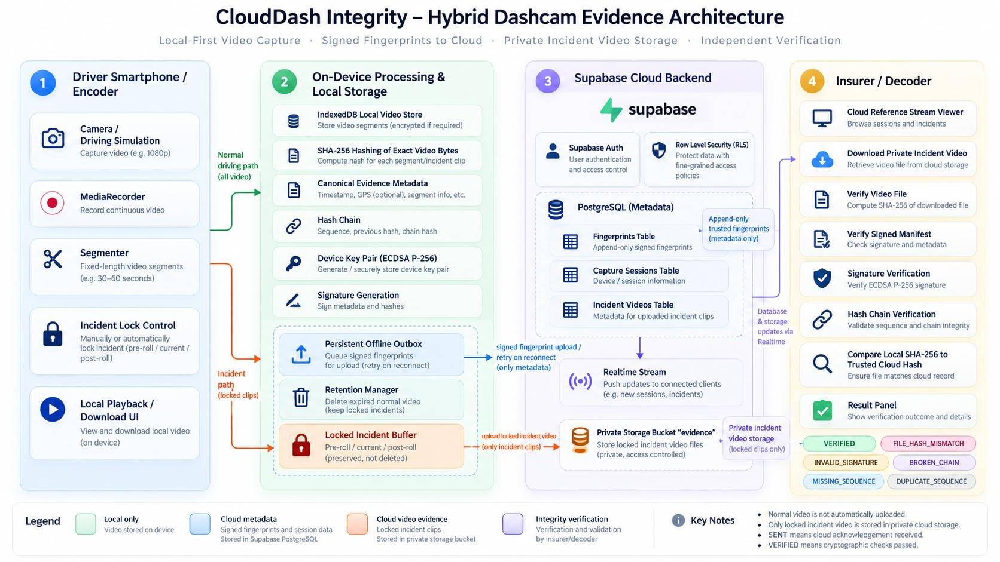 CloudDash Integrity – Hybrid Dashcam Evidence Architecture
Local-First Video Capture · Signed Fingerprints to Cloud · Private Incident Video Storage · Independent Verification
1
Driver Smartphone /
Encoder
Camera /
Driving Simulation
Capture video (e.g. 1080p)
MediaRecorder
Record continuous video
Segmenter
Fixed-length video segments
(e.g. 30–60 seconds)
Incident Lock Control
Manually or automatically
lock incident (pre-roll / current /
post-roll)
Local Playback /
Download UI
View and download local video
(on device)
Normal
driving path
(all video)
Incident
path
(locked clips)
2
On-Device Processing &
Local Storage
IndexedDB Local Video Store
Store video segments (encrypted if required)
SHA-256 Hashing of Exact Video Bytes
Compute hash for each segment/incident clip
Canonical Evidence Metadata
Timestamp, GPS (optional), segment info, etc.
Hash Chain
Sequence, previous hash, chain hash
Device Key Pair (ECDSA P-256)
Generate / securely store device key pair
Signature Generation
Sign metadata and hashes
Persistent Offline Outbox
Queue signed fingerprints
for upload (retry on reconnect)
Retention Manager
Delete expired normal video
(keep locked incidents)
Locked Incident Buffer
Pre-roll / current / post-roll
(preserved, not deleted)
signed fingerprint upload /
retry on reconnect
(only metadata)
upload locked incident video
(only incident clips)
3
Supabase Cloud Backend
supabase
Supabase Auth
User authentication
and access control
Row Level Security (RLS)
Protect data with
fine-grained access
policies
PostgreSQL (Metadata)
Fingerprints Table
Append-only signed fingerprints
Capture Sessions Table
Device / session information
Incident Videos Table
Metadata for uploaded incident clips
Append-only
trusted fingerprints
(metadata only)
Realtime Stream
Push updates to connected clients
(e.g. new sessions, incidents)
Private Storage Bucket “evidence”
Store locked incident video files
(private, access controlled)
Private incident
video storage
(locked clips only)
Database
& storage
updates via
Realtime
4
Insurer / Decoder
Cloud Reference Stream Viewer
Browse sessions and incidents
Download Private Incident Video
Retrieve video file from cloud storage
Verify Video File
Compute SHA-256 of downloaded file
Verify Signed Manifest
Check signature and metadata
Signature Verification
Verify ECDSA P-256 signature
Hash Chain Verification
Validate sequence and chain integrity
Compare Local SHA-256 to
Trusted Cloud Hash
Ensure file matches cloud record
Result Panel
Show verification outcome and details
VERIFIED
FILE_HASH_MISMATCH
INVALID_SIGNATURE
BROKEN_CHAIN
MISSING_SEQUENCE
DUPLICATE_SEQUENCE
Legend
Local only
Video stored on device
Cloud metadata
Signed fingerprints and session data
Stored in Supabase PostgreSQL
Cloud video evidence
Locked incident clips
Stored in private storage bucket
Integrity verification
Verification and validation
by insurer/decoder
i
Key Notes
• Normal video is not automatically uploaded.
• Only locked incident video is stored in private cloud storage.
• SENT means cloud acknowledgement received.
• VERIFIED means cryptographic checks passed.